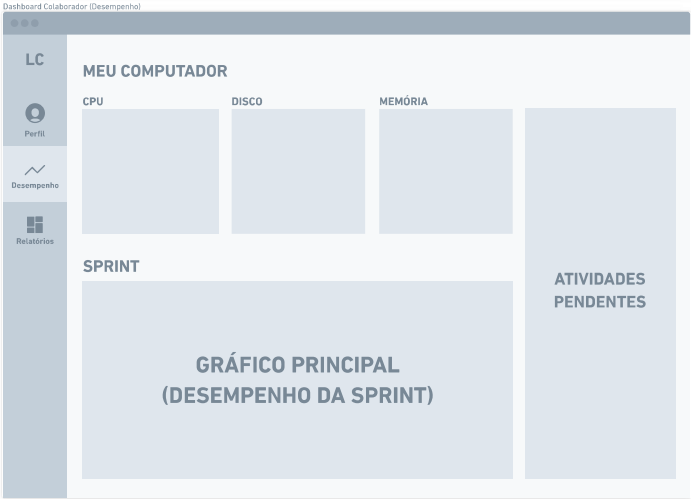 Dashboard Colaborador (Desempenho)
LC
Perfil
Desempenho
Relatórios
MEU COMPUTADOR
CPU
DISCO
MEMÓRIA
SPRINT
GRÁFICO PRINCIPAL
(DESEMPENHO DA SPRINT)
ATIVIDADES
PENDENTES